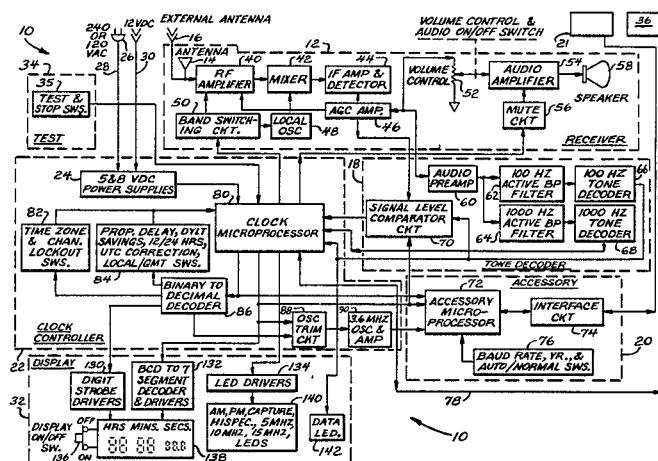 10
240
OR
120
VAC
12VDC
28
26
30
EXTERNAL ANTENNA
16
14
ANTENNA
12
VOLUME CONTROL &
AUDIO ON/OFF SWITCH
21
36
34
35
TEST &
STOP SWS.
TEST
40
RF
AMPLIFIER
42
MIXER
44
IF AMP &
DETECTOR
VOLUME
CONTROL
52
AUDIO
AMPLIFIER
54
58
SPEAKER
50
BAND SWITCH-
ING CKT.
LOCAL
OSC
48
AGC AMP.
46
MUTE
CKT
56
RECEIVER
24
5&8 VDC
POWER SUPPLIES
18
AUDIO
PREAMP
60
100 HZ
ACTIVE BP
FILTER
62
100 HZ
TONE
DECODER
66
1000 HZ
ACTIVE BP
FILTER
64
1000 HZ
TONE
DECODER
68
SIGNAL LEVEL
COMPARATOR
CKT
70
TONE DECODER
82
TIME ZONE
& CHAN.
LOCKOUT
SWS.
PROP. DELAY, DYLT
SAVINGS, 12/24 HRS,
UTC CORRECTION,
LOCAL/GMT SWS.
84
80
CLOCK
MICROPROCESSOR
BINARY TO
DECIMAL
DECODER
86
88
OSC
TRIM
CKT
90
3.6 MHZ
OSC &
AMP
CLOCK
CONTROLLER
22
ACCESSORY
72
ACCESSORY
MICRO-
PROCESSOR
INTERFACE
CKT
74
BAUD RATE, YR., &
AUTO/NORMAL SWS.
76
20
78
DISPLAY
32
130
DIGIT
STROBE
DRIVERS
132
BCD TO 7
SEGMENT
DECODER
& DRIVERS
134
LED DRIVERS
AM, PM, CAPTURE,
HI SPEC., 5MHZ,
10 MHZ, 15 MHZ,
LEDS
140
DATA
LED.
142
DISPLAY
ON/OFF
SW.
136
OFF
ON
HRS MINS. SECS.
88 88 88.8
138
10